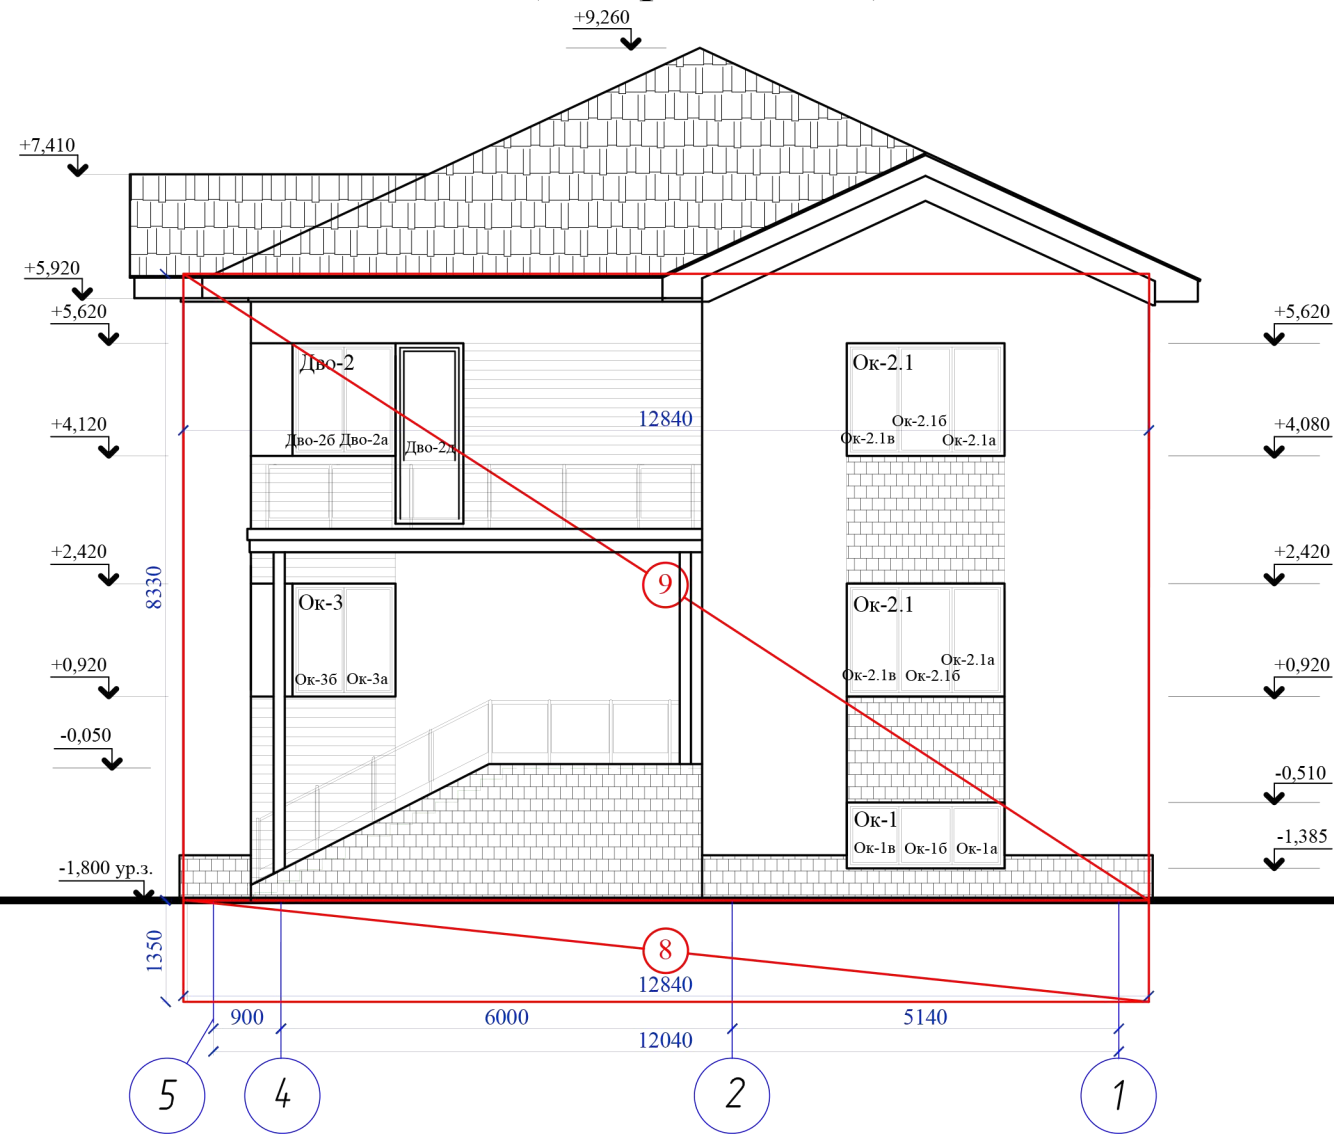 +9,260
+7,410
+5,920
+5,620
+5,620
Дво-2
Ок-2.1
12840
+4,120
+4,080
Ок-2.1б
Дво-2б Дво-2а
Дво-2д
Ок-2.1в
Ок-2.1а
+2,420
+2,420
8330
9
Ок-3
Ок-2.1
+0,920
+0,920
Ок-2.1а
Ок-3б Ок-3а
Ок-2.1в Ок-2.1б
-0,050
-0,510
Ок-1
-1,385
Ок-1в Ок-1б Ок-1а
-1,800 ур.з.
1350
8
12840
900
6000
5140
12040
5
4
2
1